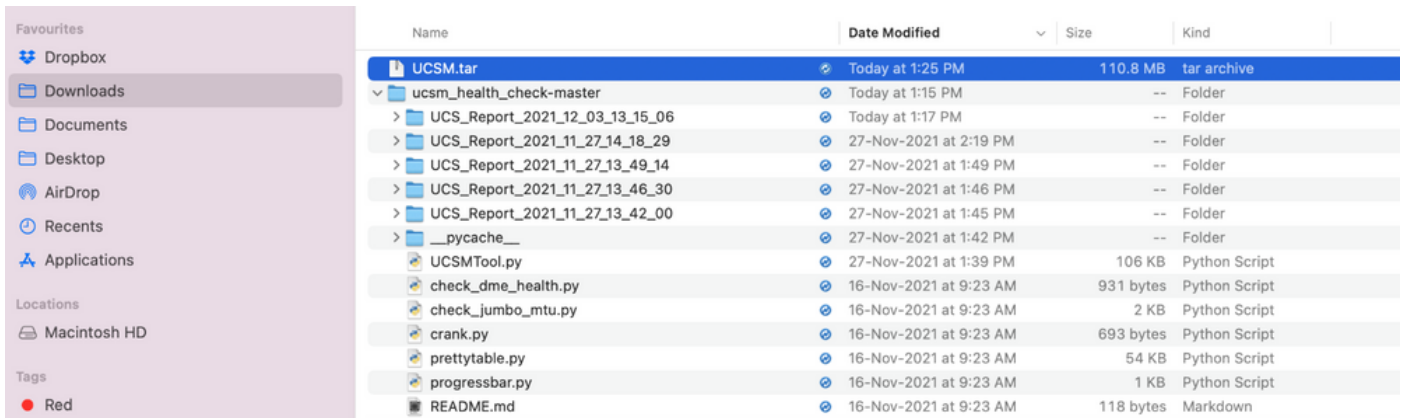 Favourites
Dropbox
Downloads
Documents
Desktop
AirDrop
Recents
Applications
Locations
Macintosh HD
Tags
Red
Name Date Modified Size Kind
UCSM.tar Today at 1:25 PM 110.8 MB tar archive
ucsm_health_check-master Today at 1:15 PM -- Folder
UCS_Report_2021_12_03_13_15_06 Today at 1:17 PM -- Folder
UCS_Report_2021_11_27_14_18_29 27-Nov-2021 at 2:19 PM -- Folder
UCS_Report_2021_11_27_13_49_14 27-Nov-2021 at 1:49 PM -- Folder
UCS_Report_2021_11_27_13_46_30 27-Nov-2021 at 1:46 PM -- Folder
UCS_Report_2021_11_27_13_42_00 27-Nov-2021 at 1:45 PM -- Folder
__pycache__ 27-Nov-2021 at 1:42 PM -- Folder
UCSMTool.py 27-Nov-2021 at 1:39 PM 106 KB Python Script
check_dme_health.py 16-Nov-2021 at 9:23 AM 931 bytes Python Script
check_jumbo_mtu.py 16-Nov-2021 at 9:23 AM 2 KB Python Script
crank.py 16-Nov-2021 at 9:23 AM 693 bytes Python Script
prettytable.py 16-Nov-2021 at 9:23 AM 54 KB Python Script
progressbar.py 16-Nov-2021 at 9:23 AM 1 KB Python Script
README.md 16-Nov-2021 at 9:23 AM 118 bytes Markdown